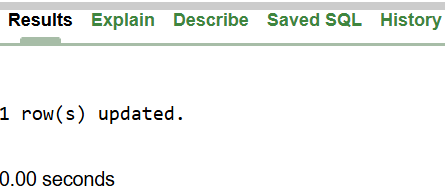 Results Explain Describe Saved SQL History
1 row(s) updated.
0.00 seconds